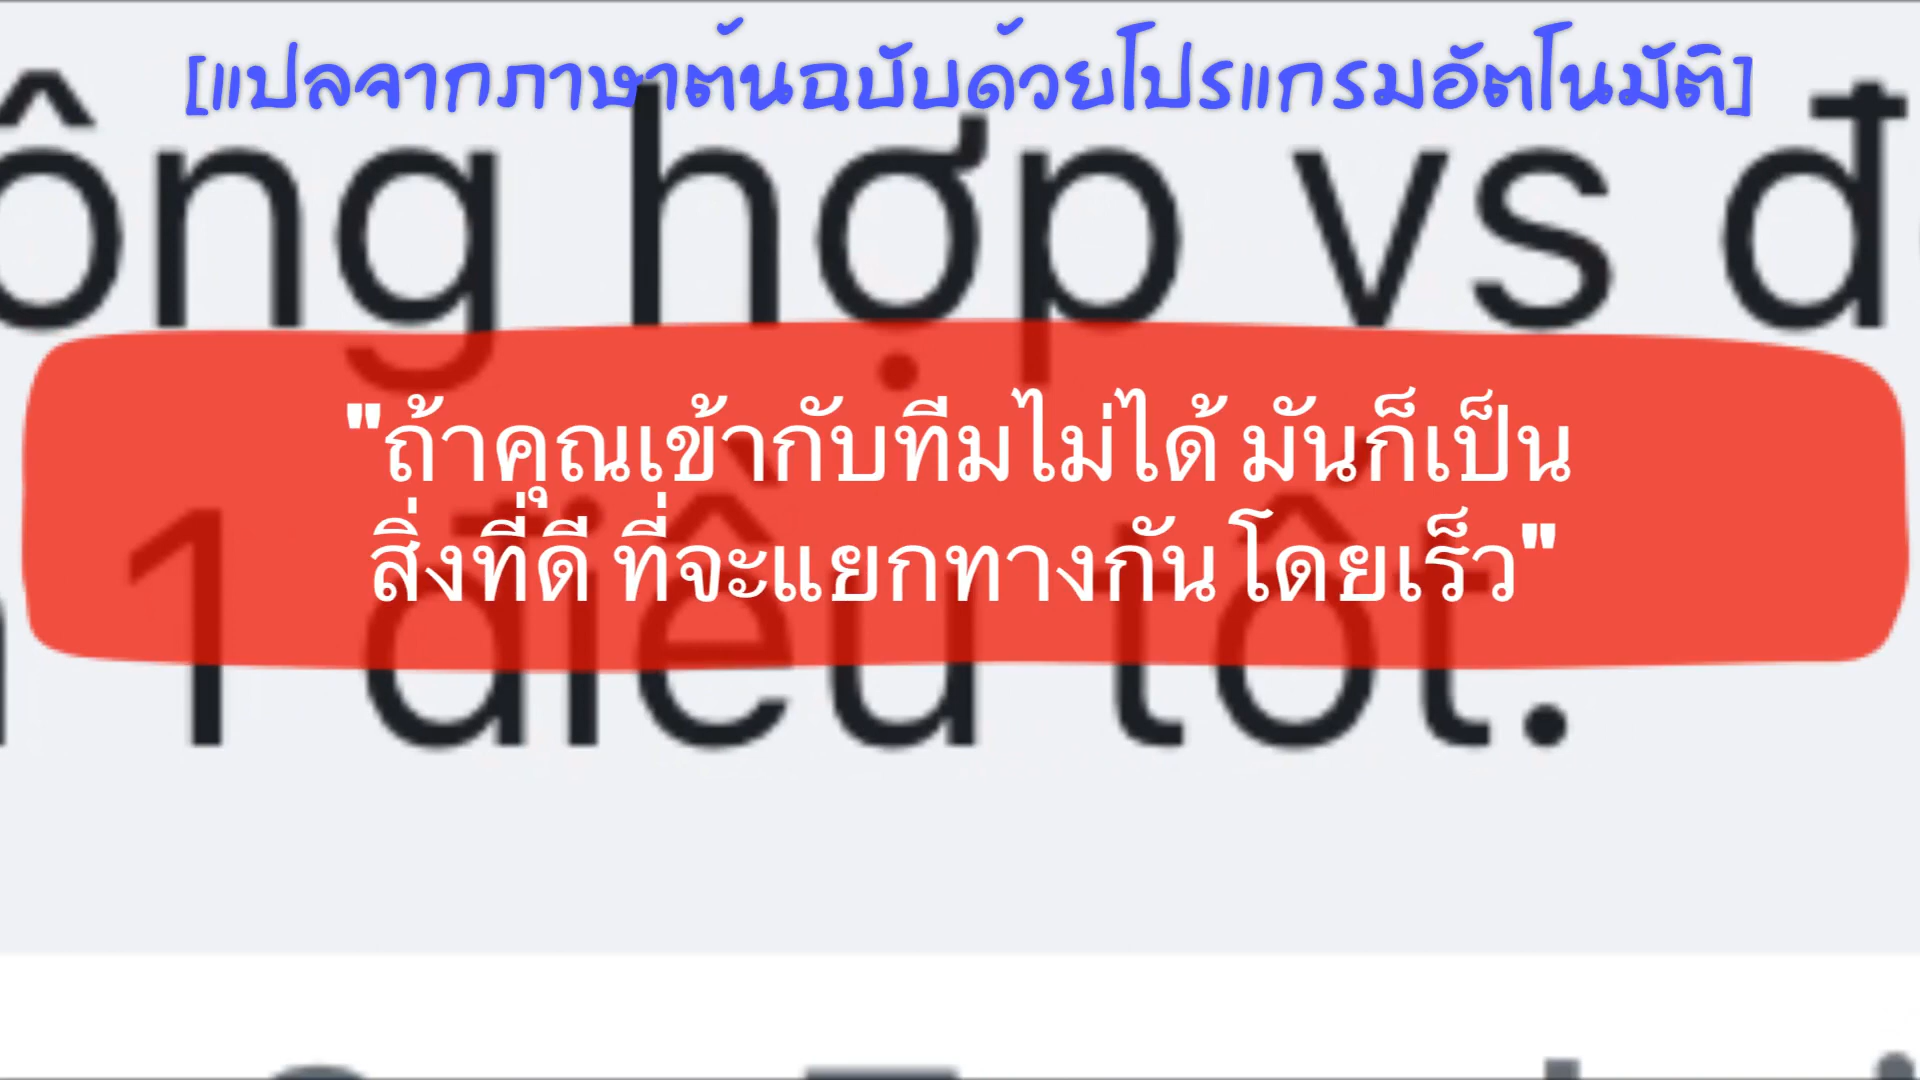 [แปลจากภาษาต้นฉบับด้วยโปรแกรมอัตโนมัติ]
ông hợp vs đ
"ถ้าคุณเข้ากับทีมไม่ได้ มันก็เป็น
สิ่งที่ดี ที่จะแยกทางกันโดยเร็ว"
1 điều tốt.